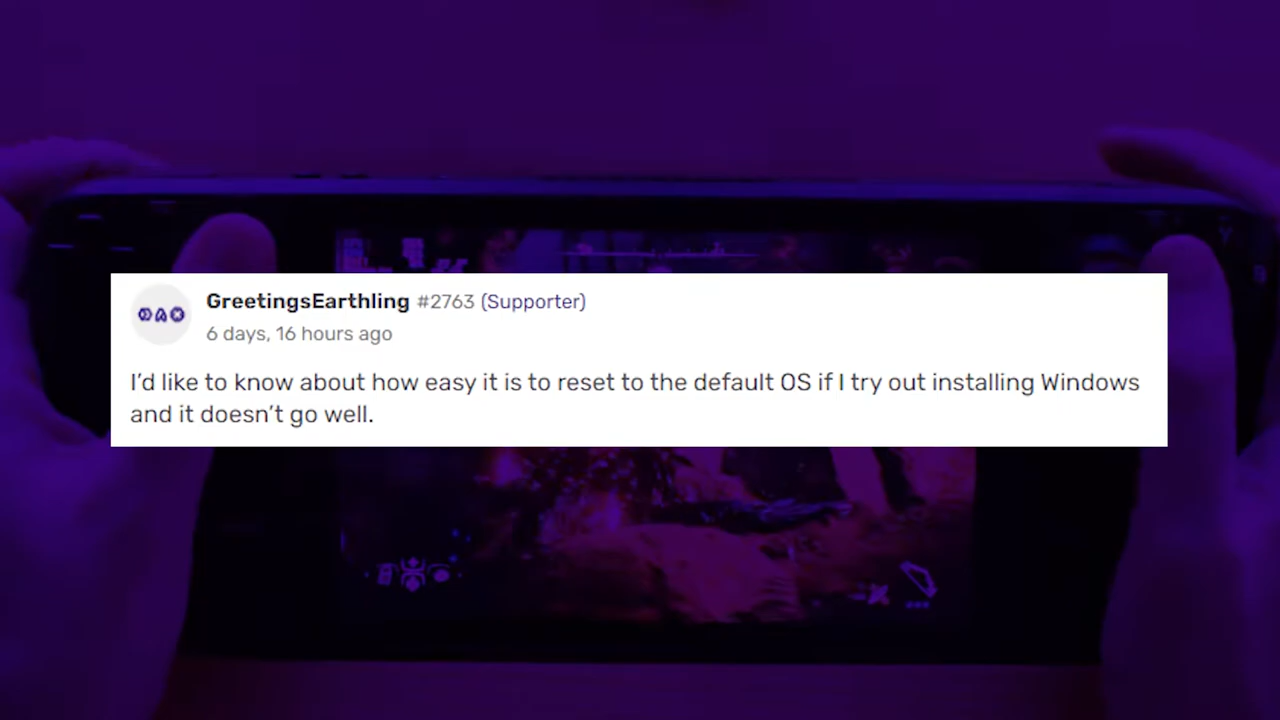 GreetingsEarthling #2763 (Supporter)
6 days, 16 hours ago
I’d like to know about how easy it is to reset to the default OS if I try out installing Windows
and it doesn’t go well.